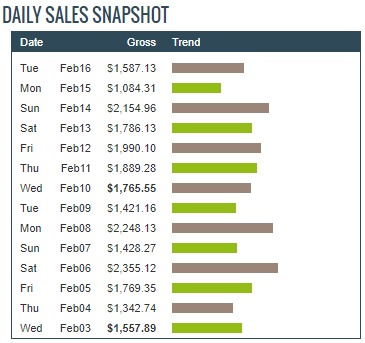 DAILY SALES SNAPSHOT
Date Gross Trend
Tue Feb16 $1,587.13
Mon Feb15 $1,084.31
Sun Feb14 $2,154.96
Sat Feb13 $1,786.13
Fri Feb12 $1,990.10
Thu Feb11 $1,889.28
Wed Feb10 $1,765.55
Tue Feb09 $1,421.16
Mon Feb08 $2,248.13
Sun Feb07 $1,428.27
Sat Feb06 $2,355.12
Fri Feb05 $1,769.35
Thu Feb04 $1,342.74
Wed Feb03 $1,557.89